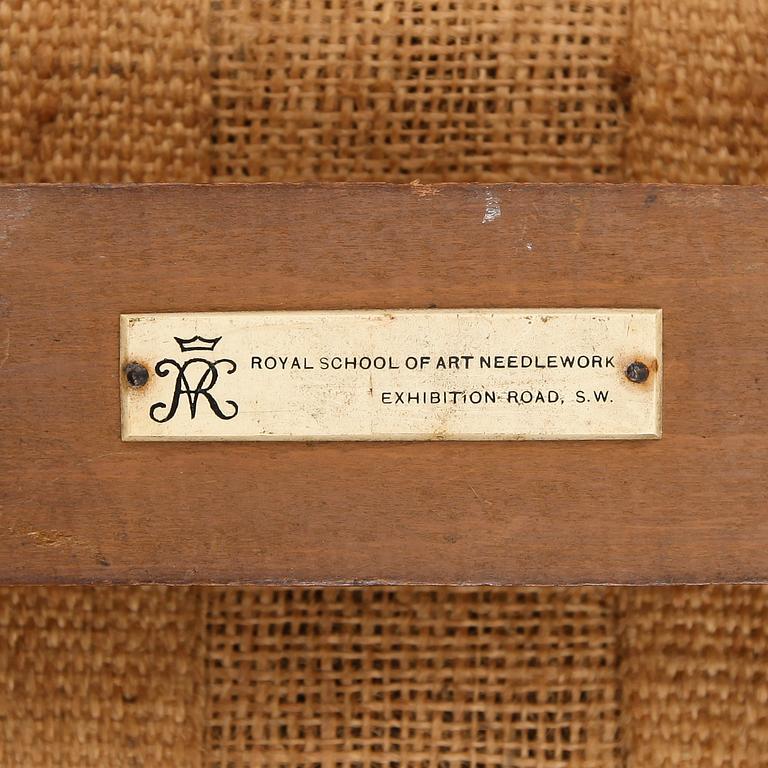 ROYAL SCHOOL OF ART NEEDLEWORK
EXHIBITION ROAD, S.W.